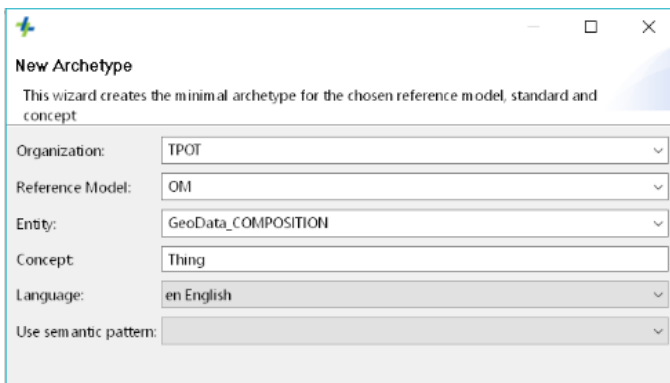 New Archetype
This wizard creates the minimal archetype for the chosen reference model, standard and
concept
Organization: TPOT
Reference Model: OM
Entity: GeoData_COMPOSITION
Concept: Thing
Language: en English
Use semantic pattern: